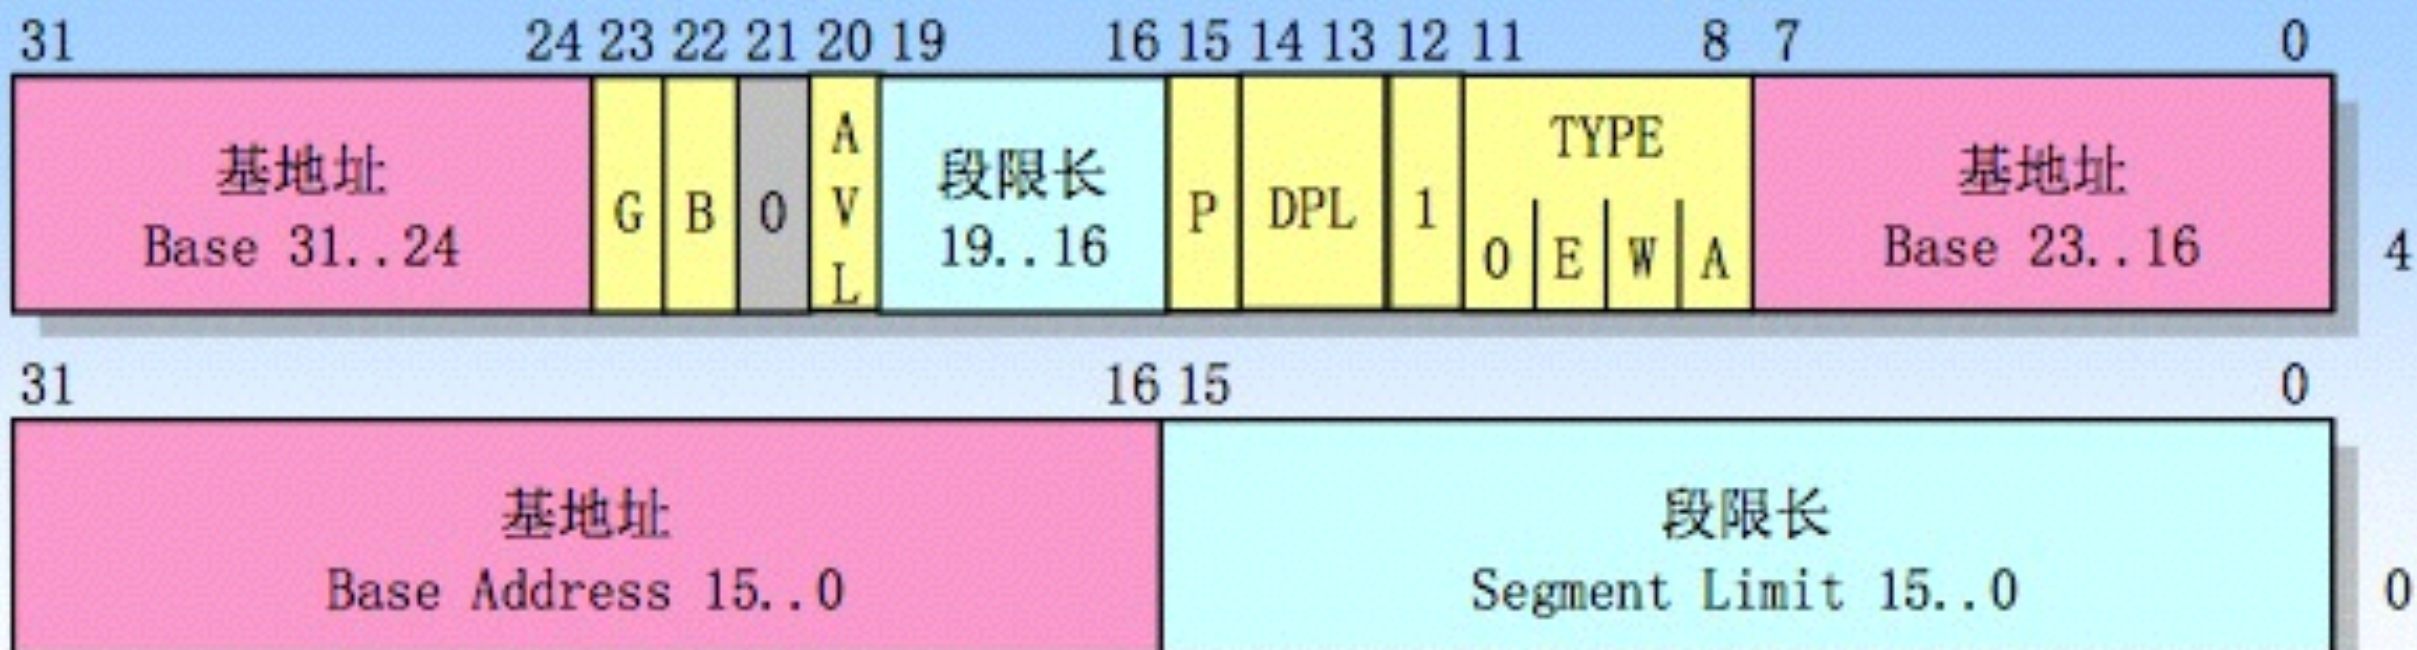 31 24 23 22 21 20 19 16 15 14 13 12 11 8 7 0
基地址
Base 31..24
G
B
0
A
V
L
段限长
19..16
P
DPL
1
TYPE
0 E W A
基地址
Base 23..16
4
31 16 15 0
基地址
Base Address 15..0
段限长
Segment Limit 15..0
0